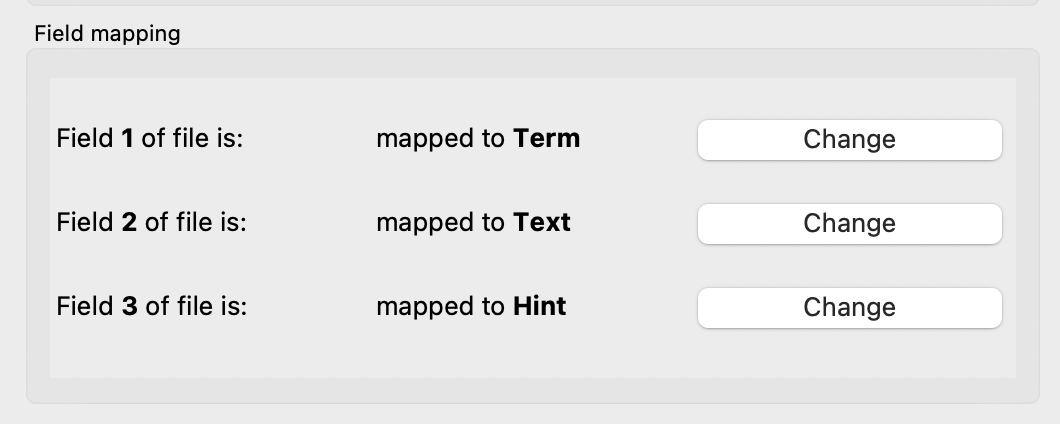 Field mapping
Field 1 of file is: mapped to Term Change
Field 2 of file is: mapped to Text Change
Field 3 of file is: mapped to Hint Change